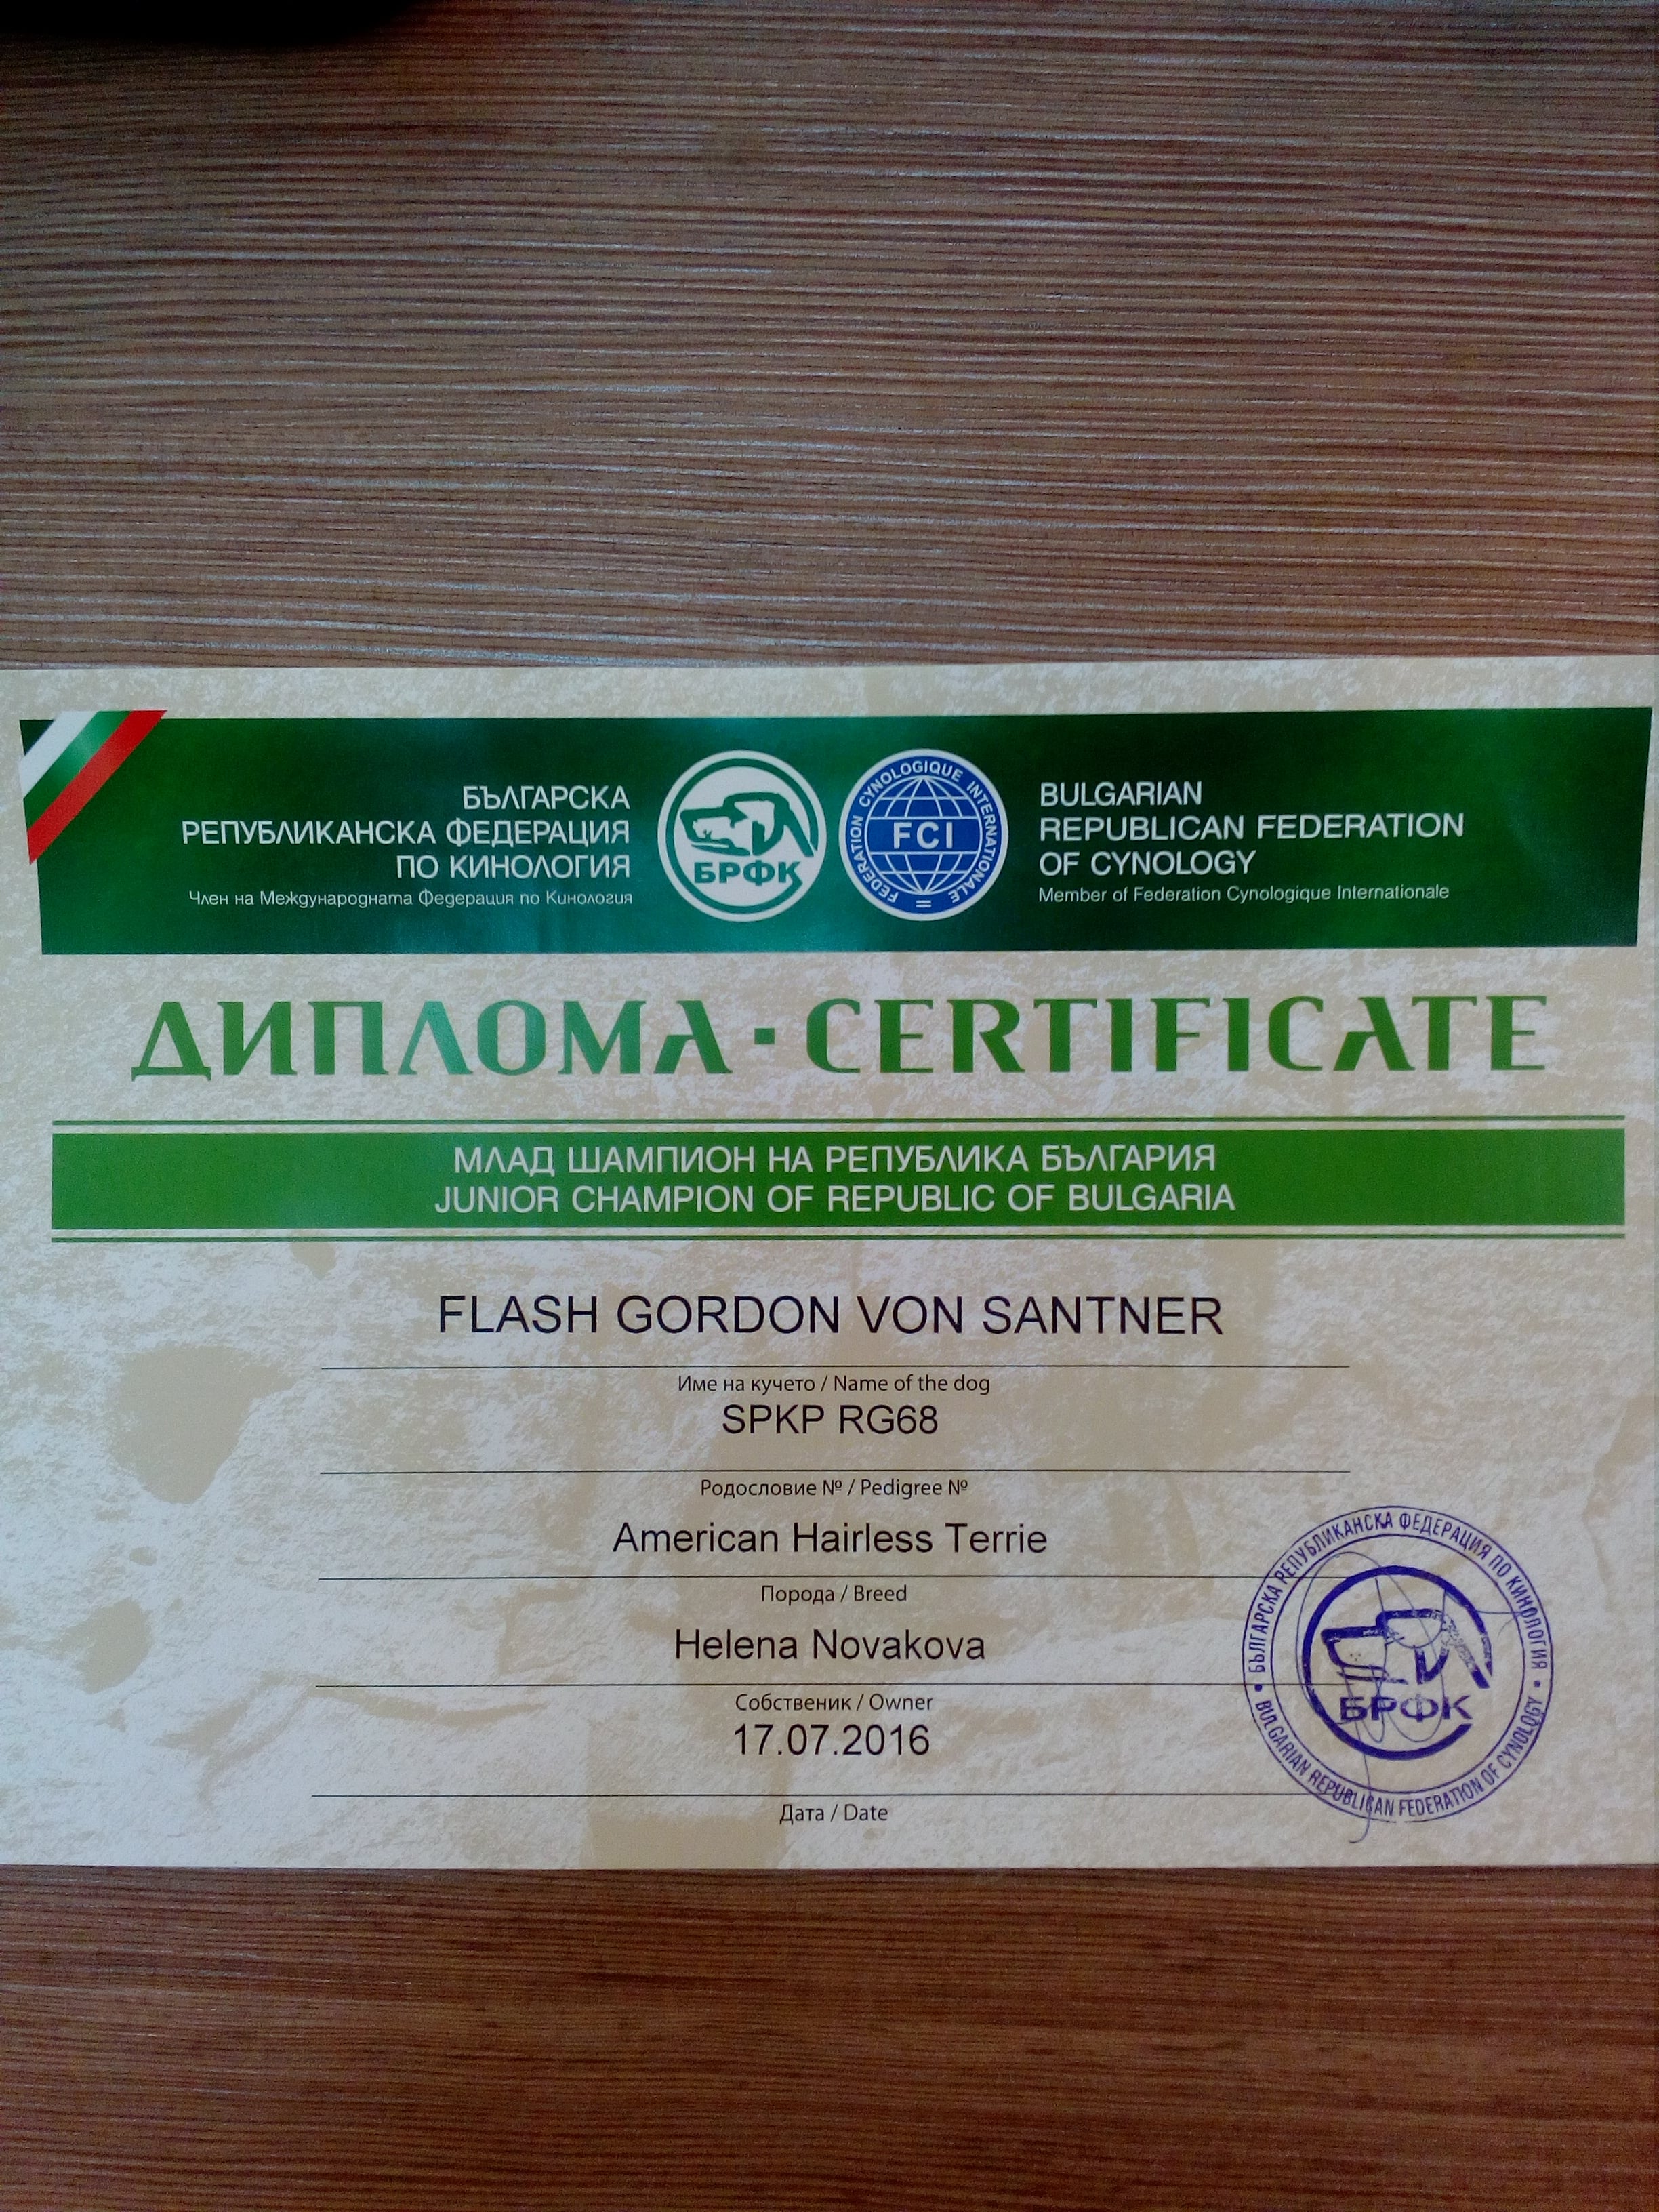 БЪЛГАРСКА
РЕПУБЛИКАНСКА ФЕДЕРАЦИЯ
ПО КИНОЛОГИЯ
Член на Международната Федерация по Кинология
БРФК
FEDERATION CYNOLOGIQUE INTERNATIONALE
FCI
BULGARIAN
REPUBLICAN FEDERATION
OF CYNOLOGY
Member of Federation Cynologique Internationale
ДИПЛОМА · CERTIFICATE
МЛАД ШАМПИОН НА РЕПУБЛИКА БЪЛГАРИЯ
JUNIOR CHAMPION OF REPUBLIC OF BULGARIA
FLASH GORDON VON SANTNER
Име на кучето / Name of the dog
SPKP RG68
Родословие № / Pedigree №
American Hairless Terrie
Порода / Breed
Helena Novakova
Собственик / Owner
17.07.2016
Дата / Date
БЪЛГАРСКА РЕПУБЛИКАНСКА ФЕДЕРАЦИЯ ПО КИНОЛОГИЯ
БРФК
BULGARIAN REPUBLICAN FEDERATION OF CYNOLOGY